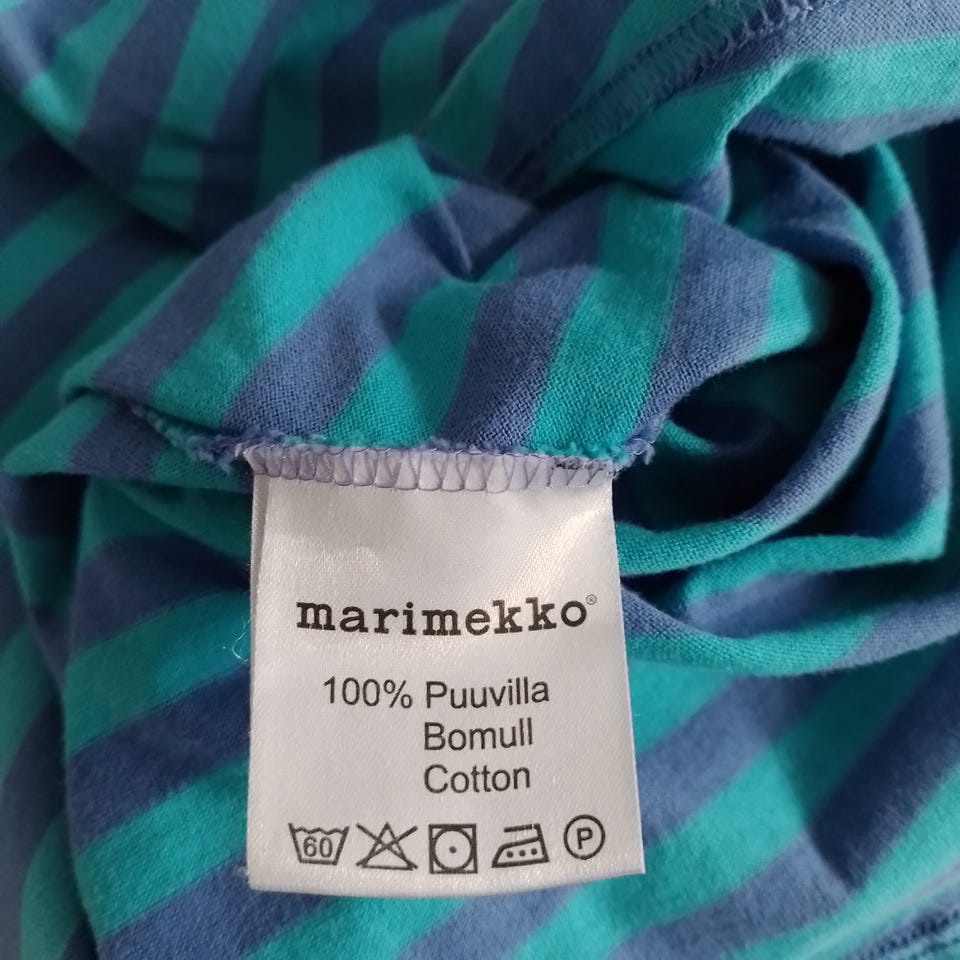 marimekko®
100% Puuvilla
Bomull
Cotton
60 P